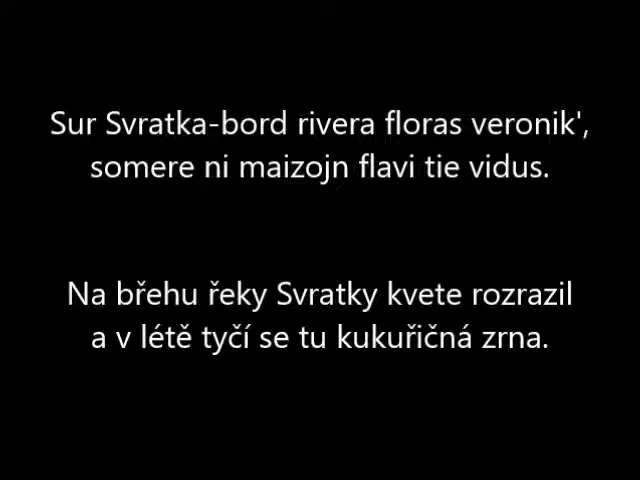 Sur Svratka-bord rivera floras veronik',
somere ni maizojn flavi tie vidus.
Na břehu řeky Svratky kvete rozrazil
a v létě tyčí se tu kukuřičná zrna.